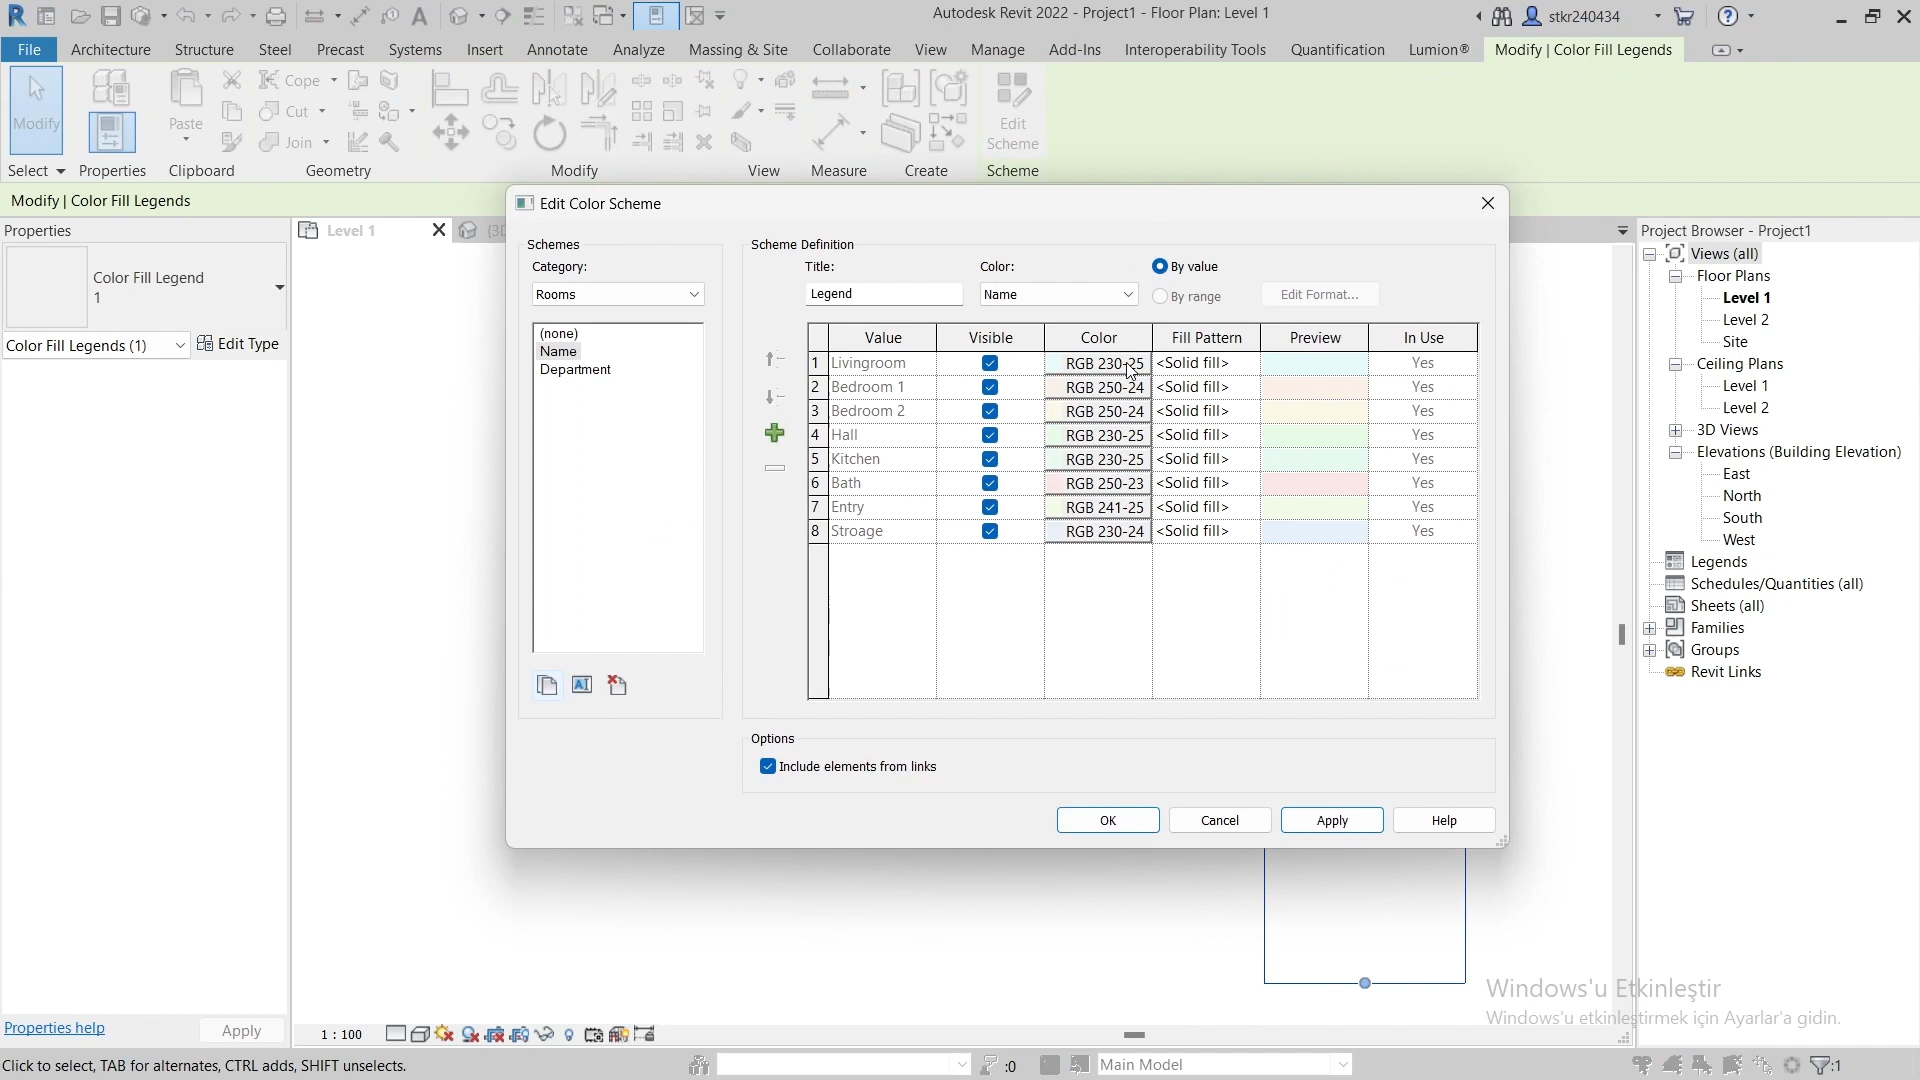 Autodesk Revit 2022 - Project1 - Floor Plan: Level 1
stkr240434
File Architecture Structure Steel Precast Systems Insert Annotate Analyze Massing & Site Collaborate View Manage Add-Ins Interoperability Tools Quantification Lumion® Modify | Color Fill Legends
Modify
Paste
Cope
Cut
Join
Edit
Scheme
Select Properties Clipboard Geometry Modify View Measure Create Scheme
Modify | Color Fill Legends
Properties
Color Fill Legend
1
Color Fill Legends (1) Edit Type
Properties help Apply
Level 1
Edit Color Scheme
Schemes
Category:
Rooms
(none)
Name
Department
Scheme Definition
Title: Color: By value
Legend Name By range Edit Format...
Value Visible Color Fill Pattern Preview In Use
1 Livingroom RGB 230-25 <Solid fill> Yes
2 Bedroom 1 RGB 250-24 <Solid fill> Yes
3 Bedroom 2 RGB 250-24 <Solid fill> Yes
4 Hall RGB 230-25 <Solid fill> Yes
5 Kitchen RGB 230-25 <Solid fill> Yes
6 Bath RGB 250-23 <Solid fill> Yes
7 Entry RGB 241-25 <Solid fill> Yes
8 Stroage RGB 230-24 <Solid fill> Yes
Options
Include elements from links
OK Cancel Apply Help
Project Browser - Project1
Views (all)
Floor Plans
Level 1
Level 2
Site
Ceiling Plans
Level 1
Level 2
3D Views
Elevations (Building Elevation)
East
North
South
West
Legends
Schedules/Quantities (all)
Sheets (all)
Families
Groups
Revit Links
Windows'u Etkinleştir
Windows'u etkinleştirmek için Ayarlar'a gidin.
1 : 100
Click to select, TAB for alternates, CTRL adds, SHIFT unselects.
:0
Main Model
:1